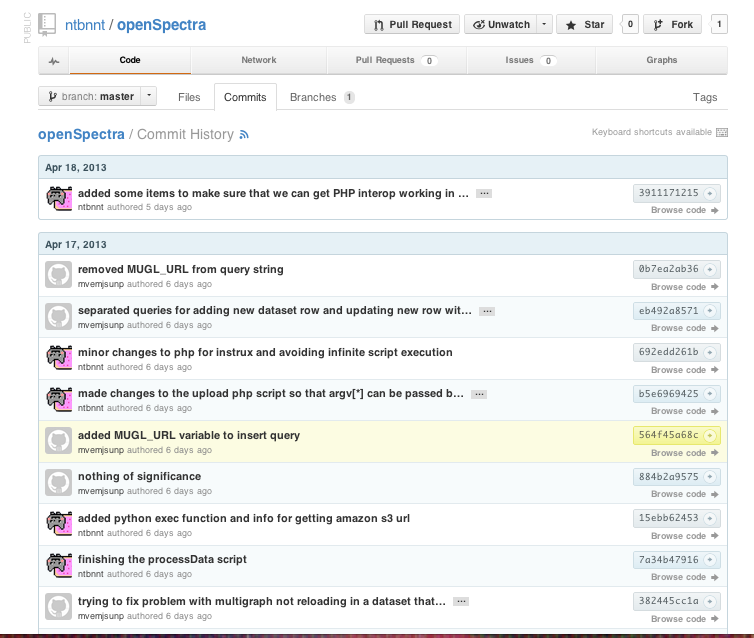 PUBLIC
ntbnnt / openSpectra
Pull Request
Unwatch
Star
0
Fork
1
Code
Network
Pull Requests 0
Issues 0
Graphs
branch: master
Files
Commits
Branches 1
Tags
openSpectra / Commit History
Keyboard shortcuts available
Apr 18, 2013
added some items to make sure that we can get PHP interop working in …
3911171215
ntbnnt authored 5 days ago
Browse code
Apr 17, 2013
removed MUGL_URL from query string
0b7ea2ab36
mvemjsunp authored 6 days ago
Browse code
separated queries for adding new dataset row and updating new row wit…
eb492a8571
mvemjsunp authored 6 days ago
Browse code
minor changes to php for instrux and avoiding infinite script execution
692edd261b
ntbnnt authored 6 days ago
Browse code
made changes to the upload php script so that argv[*] can be passed b…
b5e6969425
ntbnnt authored 6 days ago
Browse code
added MUGL_URL variable to insert query
564f45a68c
mvemjsunp authored 6 days ago
Browse code
nothing of significance
884b2a9575
mvemjsunp authored 6 days ago
Browse code
added python exec function and info for getting amazon s3 url
15ebb62453
ntbnnt authored 6 days ago
Browse code
finishing the processData script
7a34b47916
ntbnnt authored 6 days ago
Browse code
trying to fix problem with multigraph not reloading in a dataset that…
382445cc1a
mvemjsunp authored 6 days ago
Browse code